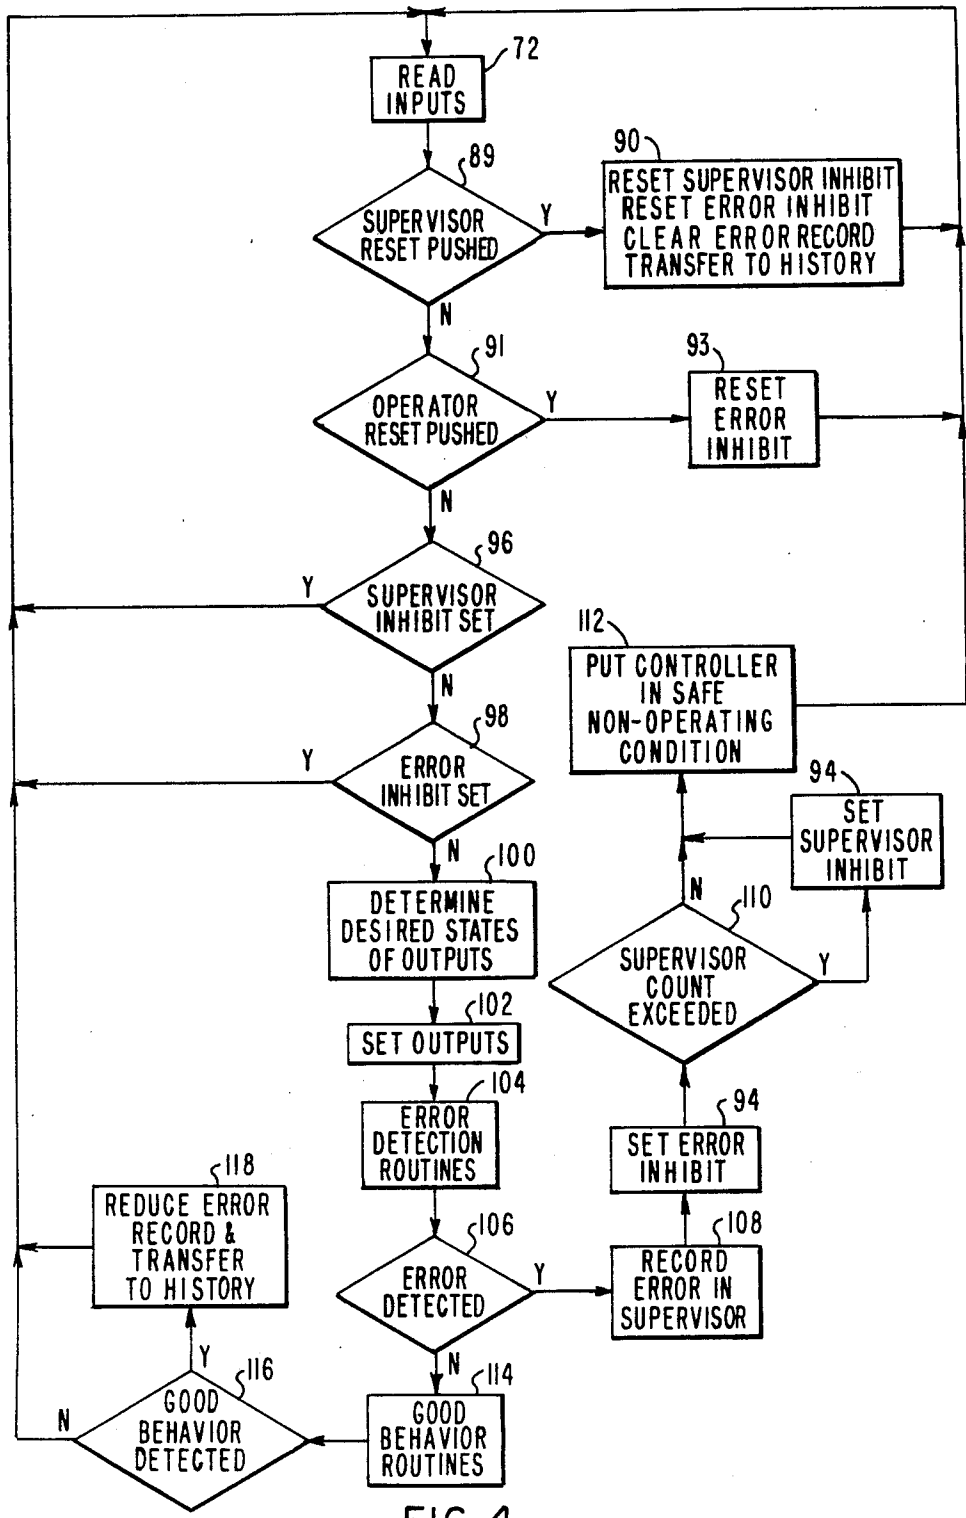 72
READ
INPUTS
89
SUPERVISOR
RESET PUSHED
Y
N
90
RESET SUPERVISOR INHIBIT
RESET ERROR INHIBIT
CLEAR ERROR RECORD
TRANSFER TO HISTORY
91
OPERATOR
RESET PUSHED
Y
N
93
RESET
ERROR
INHIBIT
96
SUPERVISOR
INHIBIT SET
Y
N
98
ERROR
INHIBIT SET
Y
N
100
DETERMINE
DESIRED STATES
OF OUTPUTS
102
SET OUTPUTS
104
ERROR
DETECTION
ROUTINES
106
ERROR
DETECTED
Y
N
108
RECORD
ERROR IN
SUPERVISOR
94
SET ERROR
INHIBIT
110
SUPERVISOR
COUNT
EXCEEDED
Y
N
94
SET
SUPERVISOR
INHIBIT
112
PUT CONTROLLER
IN SAFE
NON-OPERATING
CONDITION
114
GOOD
BEHAVIOR
ROUTINES
116
GOOD
BEHAVIOR
DETECTED
Y
N
118
REDUCE ERROR
RECORD &
TRANSFER
TO HISTORY
FIG. 4